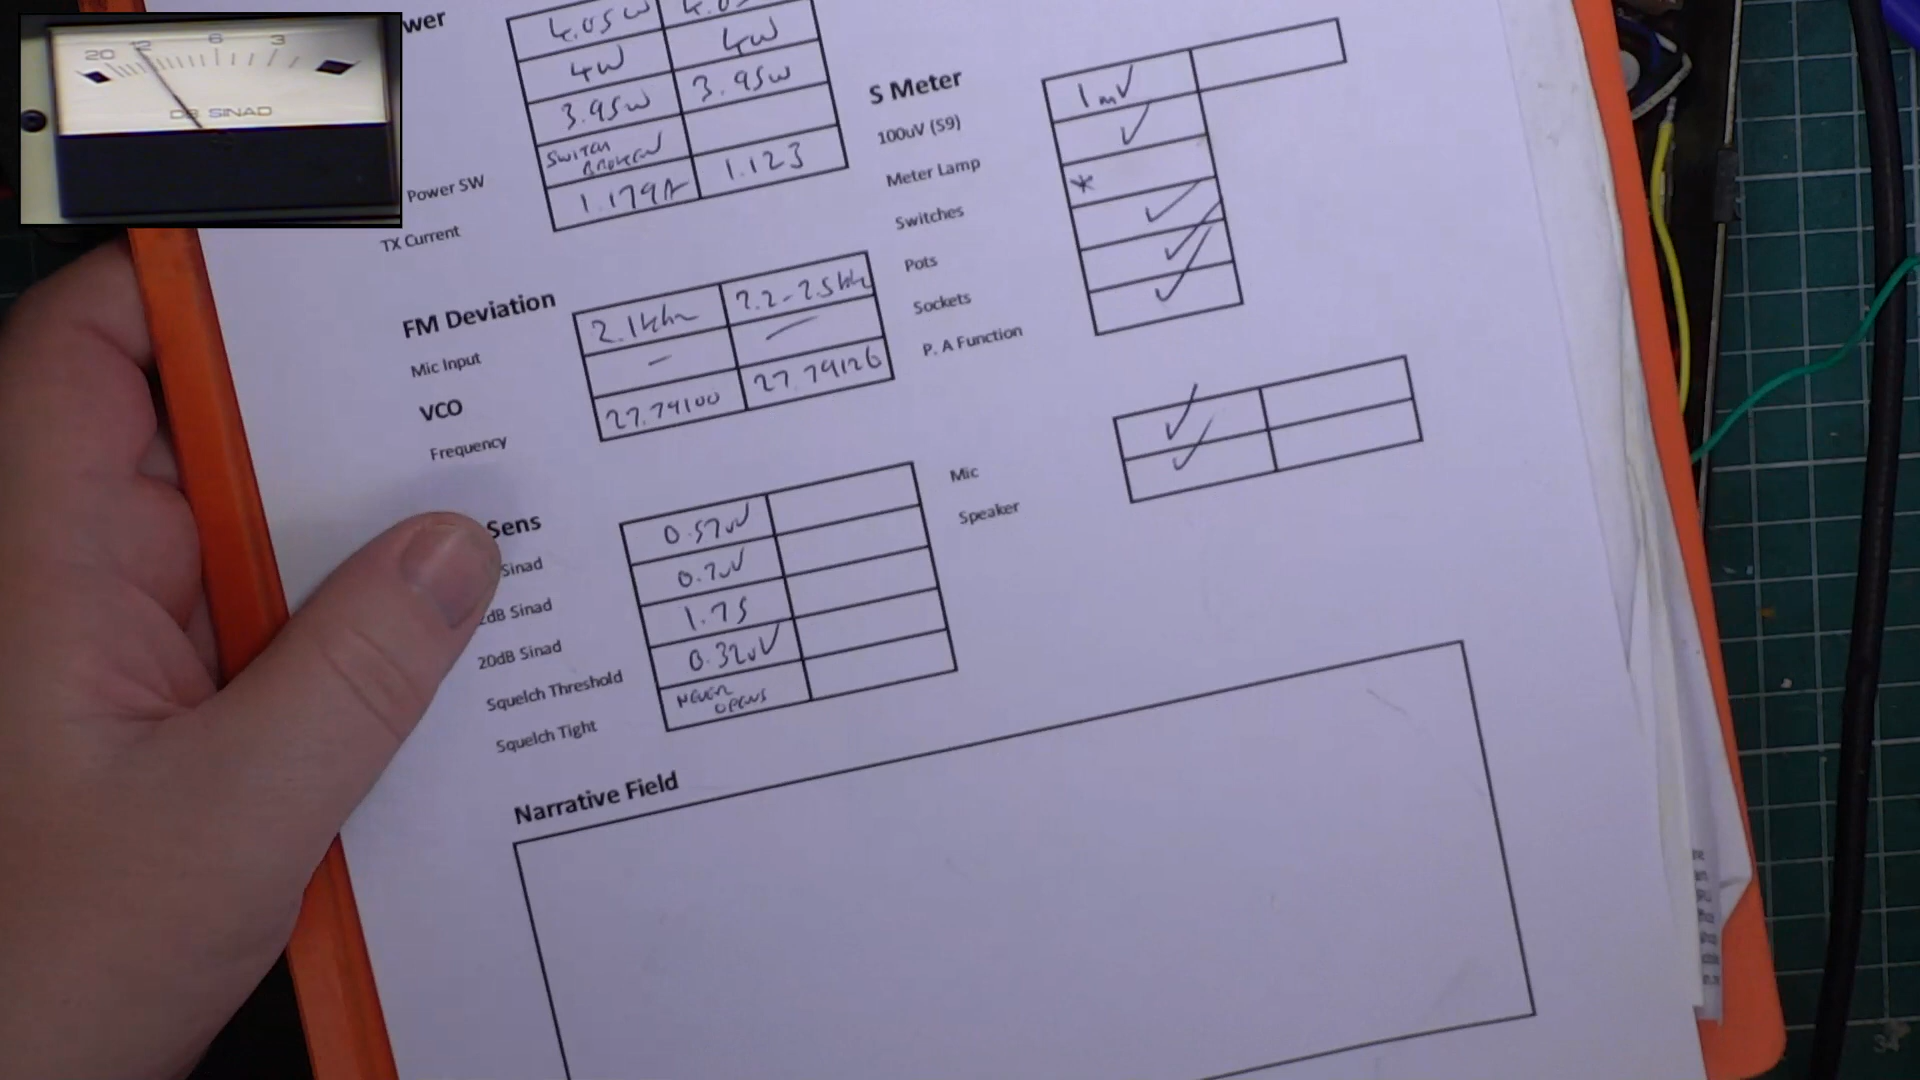 20 12 6 3
DB SINAD
wer
4.05W
4W 4W
3.95W 3.95W
Power SW SWITCH BROKEN
TX Current 1.179A 1.123
FM Deviation
Mic Input 2.1khz 2.2-2.5khz
VCO - -
Frequency 27.79100 27.79126
Sens
Sinad 0.57uV
dB Sinad 0.7uV
20dB Sinad 1.75
Squelch Threshold 0.32uV
Squelch Tight NEVER OPENS
S Meter
100uV (S9) 1mV
Meter Lamp ✓
Switches *
Pots ✓
Sockets ✓
P. A Function ✓
Mic ✓
Speaker ✓
Narrative Field
34